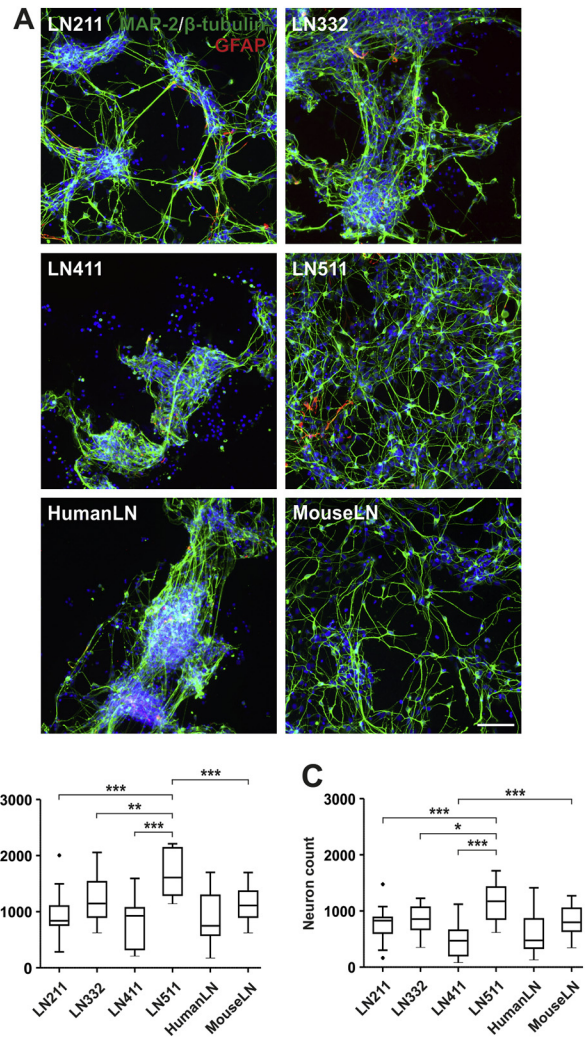 A
LN211 MAP-2/β-tubulin
GFAP
LN332
LN411
LN511
HumanLN
MouseLN
***
**
***
***
3000
2000
1000
0
LN211
LN332
LN411
LN511
HumanLN
MouseLN
C
***
***
*
***
Neuron count
3000
2000
1000
0
LN211
LN332
LN411
LN511
HumanLN
MouseLN